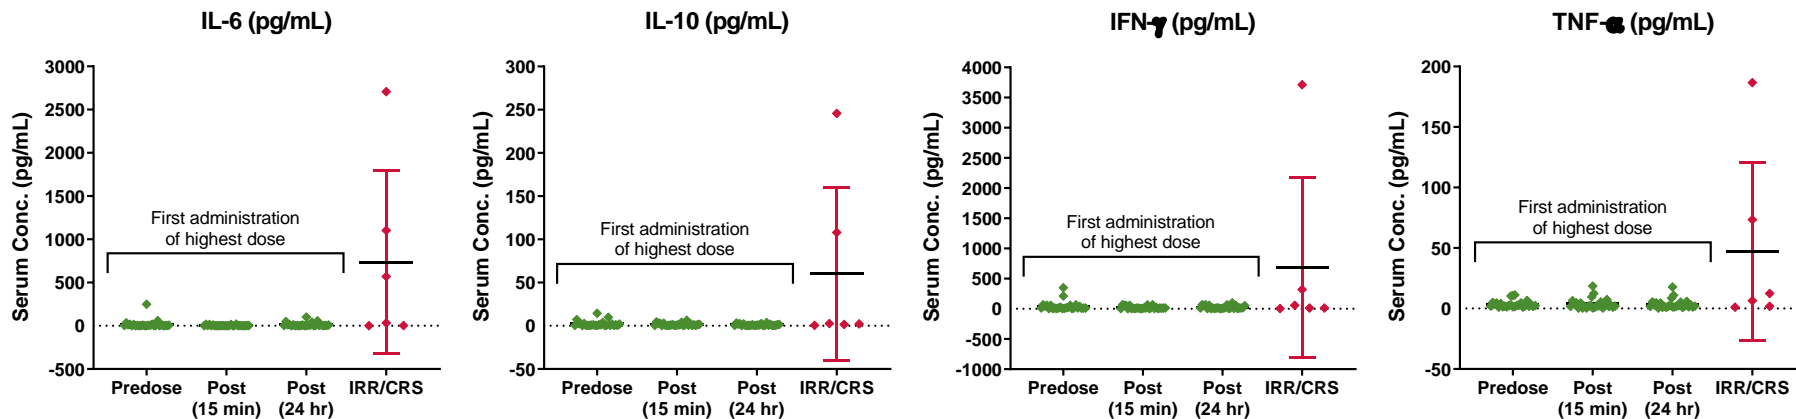 IL-6 (pg/mL)
Serum Conc. (pg/mL)
3000
2500
2000
1500
1000
500
0
-500
First administration
of highest dose
Predose
Post
(15 min)
Post
(24 hr)
IRR/CRS
IL-10 (pg/mL)
Serum Conc. (pg/mL)
300
250
200
150
100
50
0
-50
First administration
of highest dose
Predose
Post
(15 min)
Post
(24 hr)
IRR/CRS
IFN-γ (pg/mL)
Serum Conc. (pg/mL)
4000
3500
3000
2500
2000
1500
1000
500
0
-500
-1000
First administration
of highest dose
Predose
Post
(15 min)
Post
(24 hr)
IRR/CRS
TNF-α (pg/mL)
Serum Conc. (pg/mL)
200
150
100
50
0
-50
First administration
of highest dose
Predose
Post
(15 min)
Post
(24 hr)
IRR/CRS